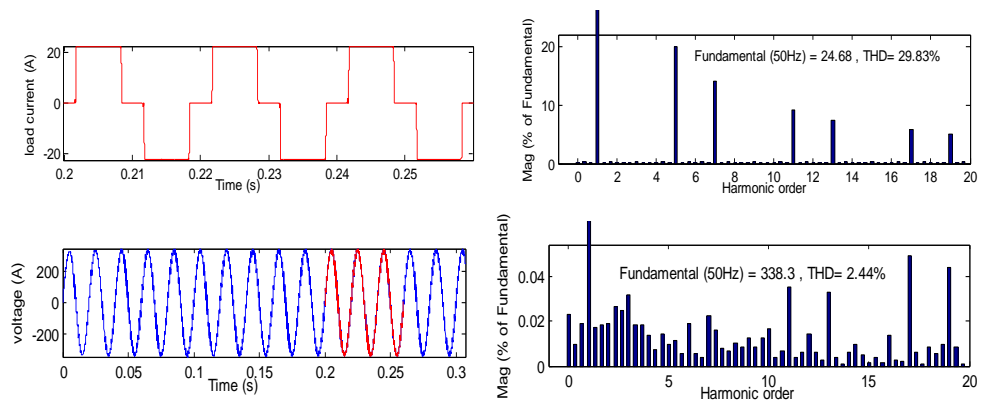 load current (A)
20
0
-20
0.2
0.21
0.22
0.23
0.24
0.25
Time (s)
Mag (% of Fundamental)
20
10
0
Fundamental (50Hz) = 24.68 , THD= 29.83%
0 2 4 6 8 10 12 14 16 18 20
Harmonic order
voltage (A)
200
0
-200
0 0.05 0.1 0.15 0.2 0.25 0.3
Time (s)
Mag (% of Fundamental)
0.04
0.02
0
Fundamental (50Hz) = 338.3 , THD= 2.44%
0 5 10 15 20
Harmonic order